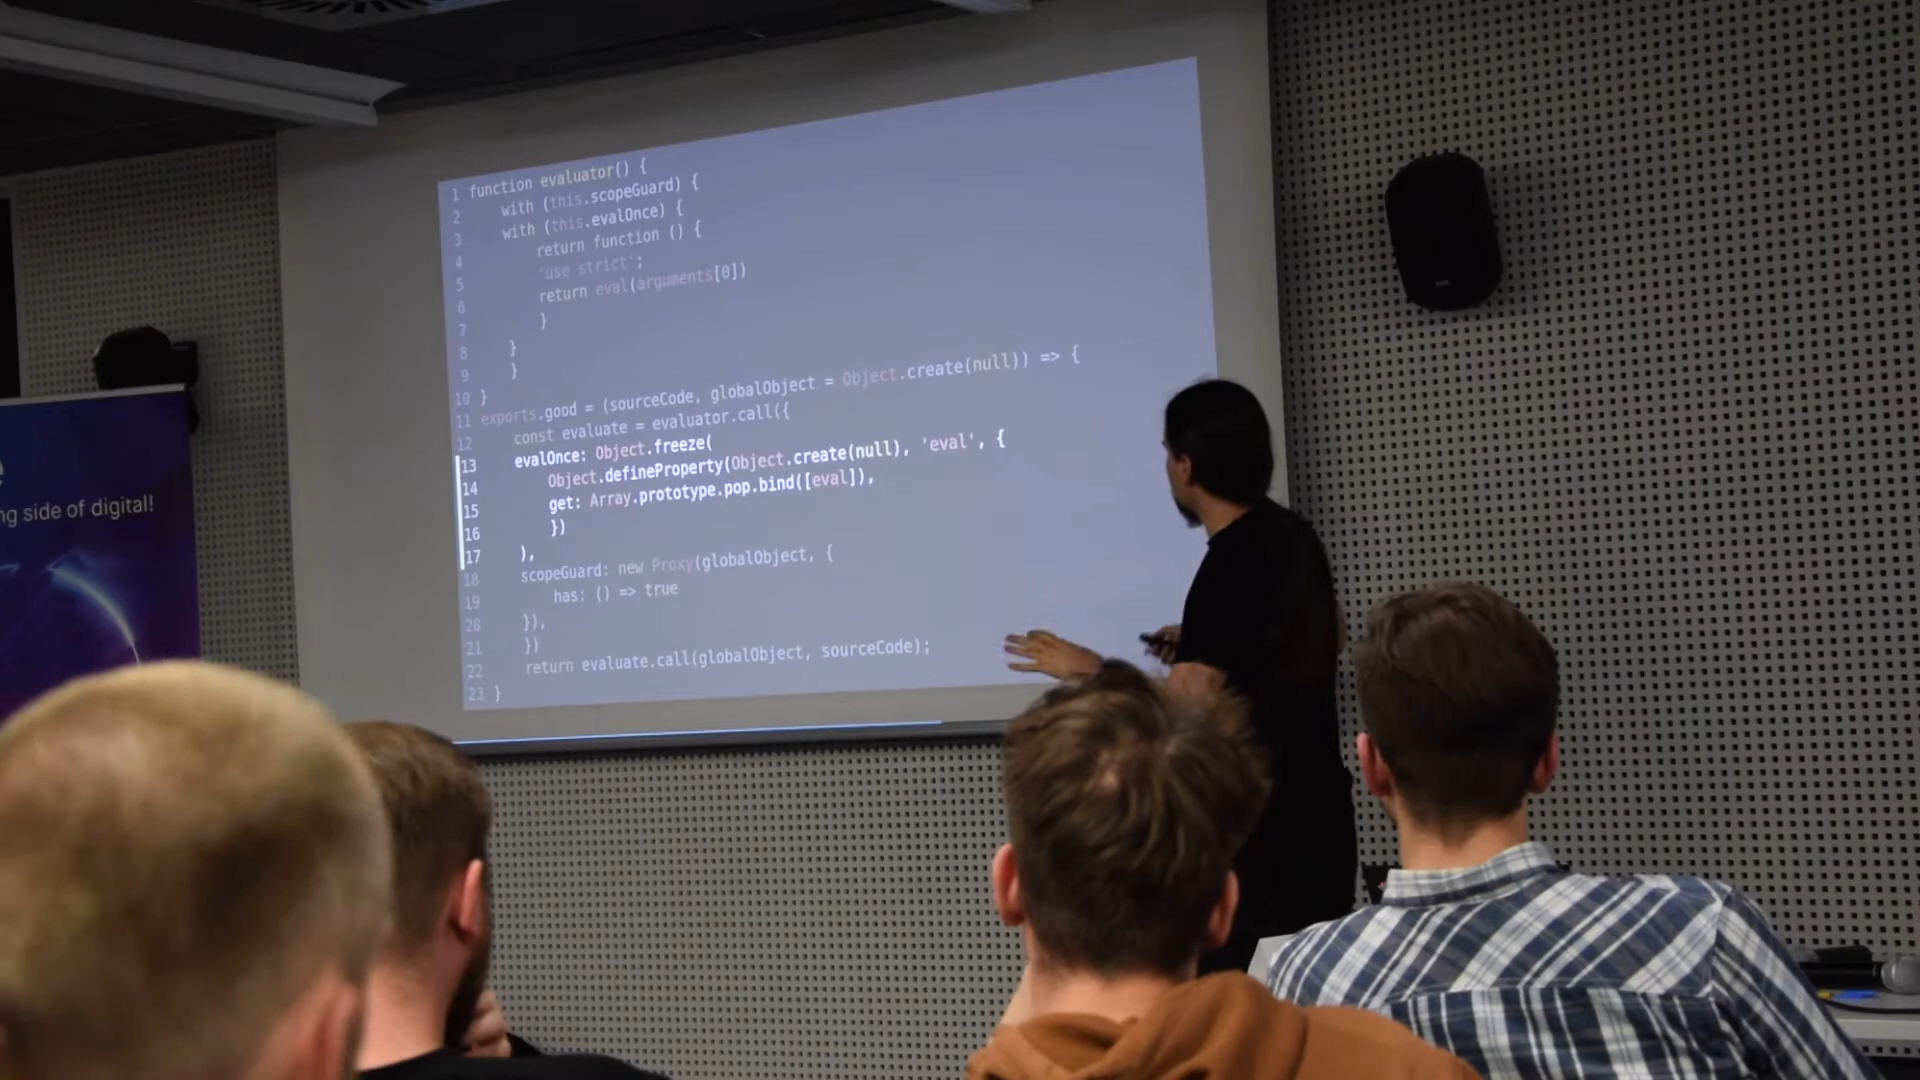 1 function evaluator() {
2 with (this.scopeGuard) {
3 with (this.evalOnce) {
4 return function () {
5 'use strict';
6 return eval(arguments[0])
7 }
8 }
9 }
10 }
11 exports.good = (sourceCode, globalObject = Object.create(null)) => {
12 const evaluate = evaluator.call({
13 evalOnce: Object.freeze(
14 Object.defineProperty(Object.create(null), 'eval', {
15 get: Array.prototype.pop.bind([eval]),
16 })
17 ),
18 scopeGuard: new Proxy(globalObject, {
19 has: () => true
20 }),
21 })
22 return evaluate.call(globalObject, sourceCode);
23 }
side of digital!